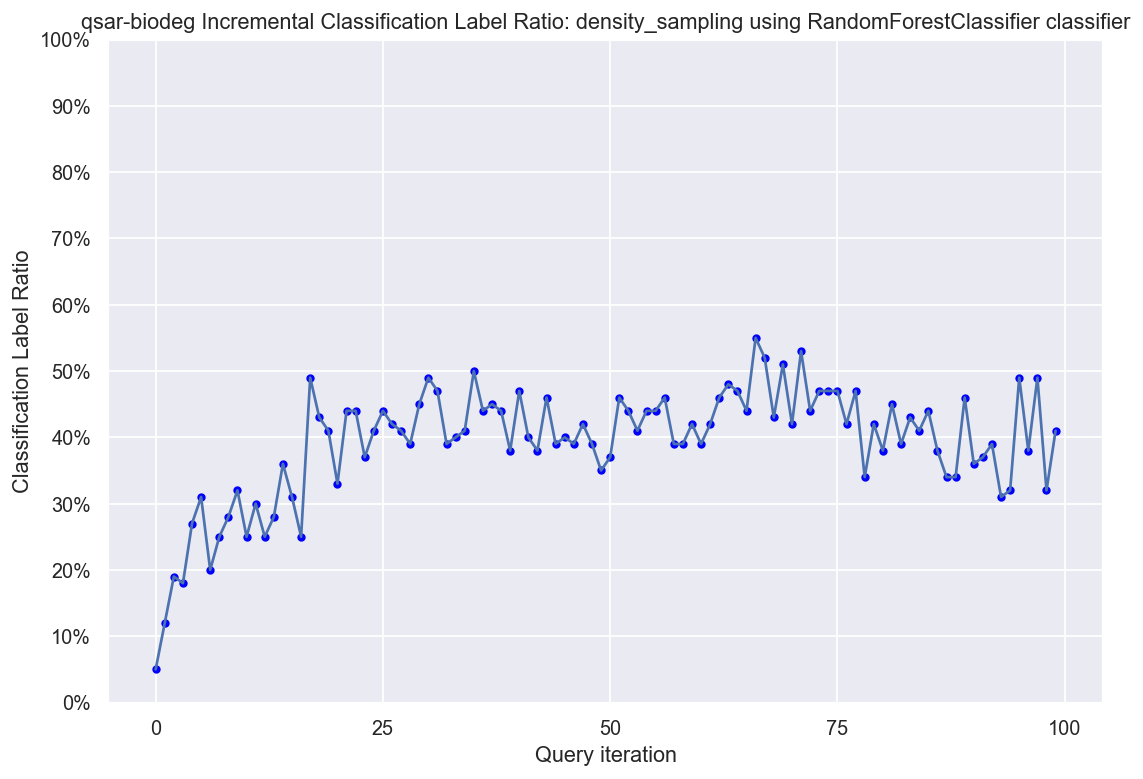 qsar-biodeg Incremental Classification Label Ratio: density_sampling using RandomForestClassifier classifier
100%
90%
80%
70%
60%
50%
40%
30%
20%
10%
0%
Classification Label Ratio
0 25 50 75 100
Query iteration